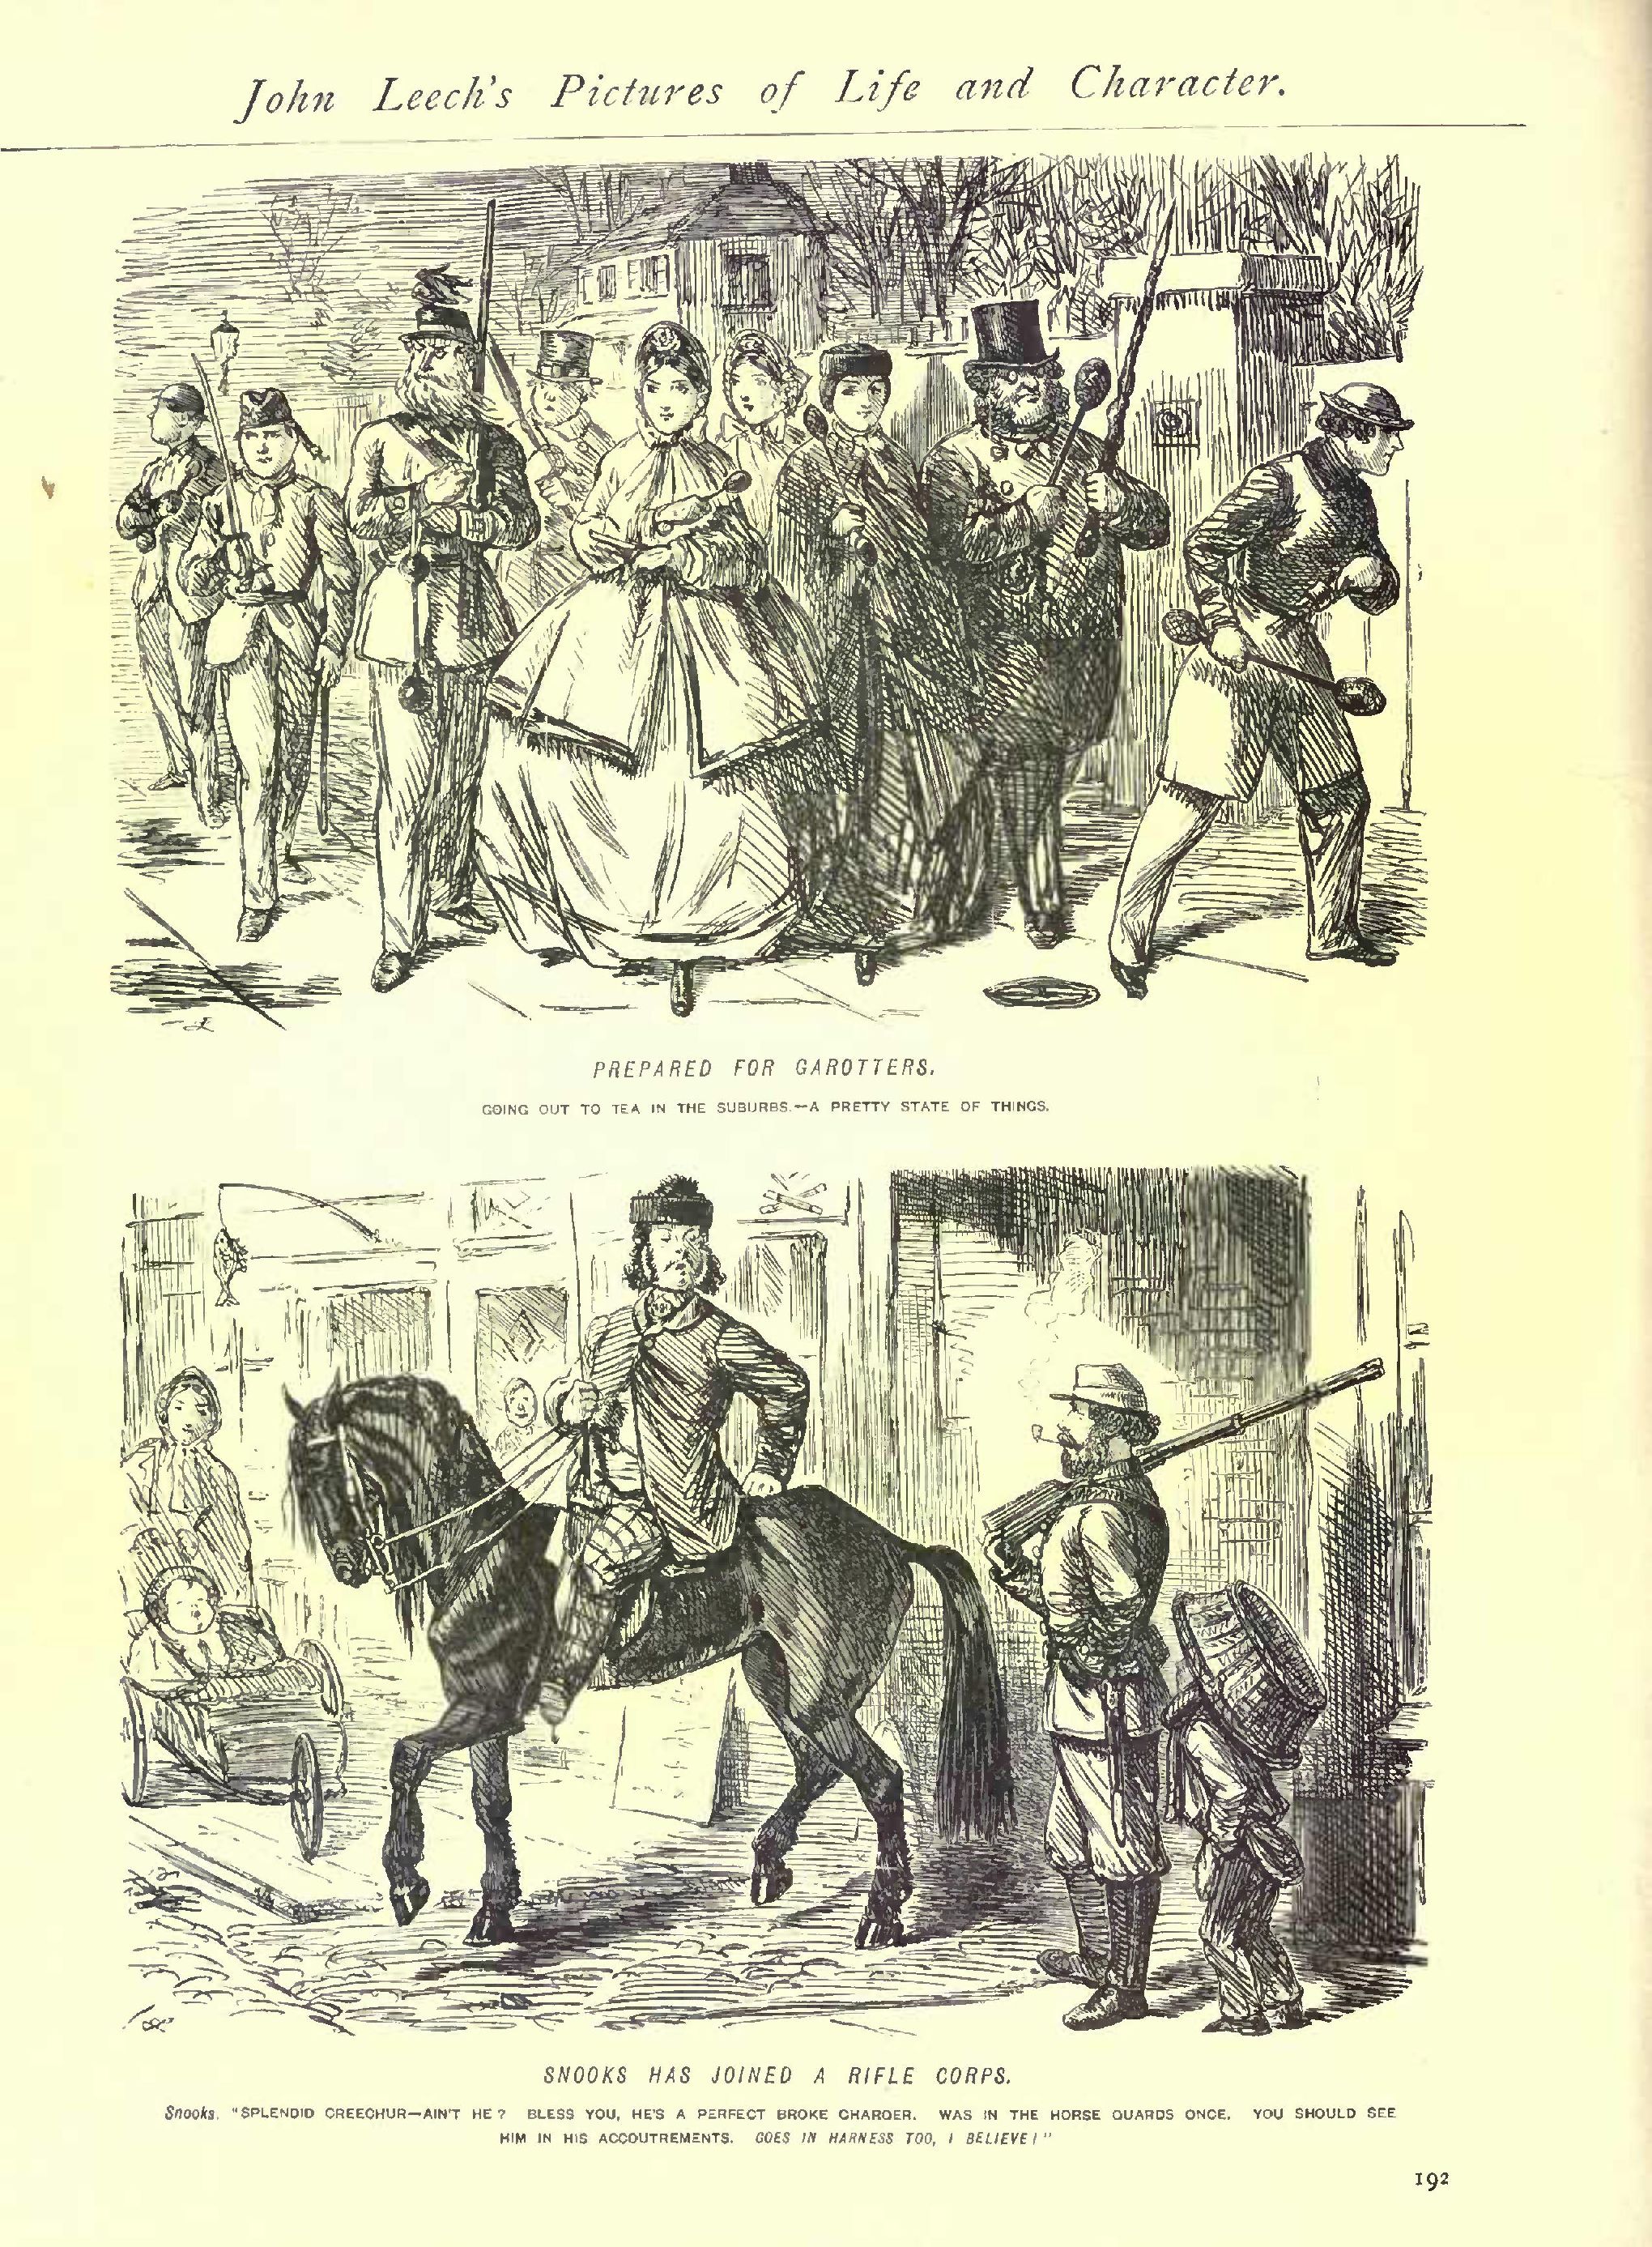 John Leech's Pictures of Life and Character.
PREPARED FOR GAROTTERS.
GOING OUT TO TEA IN THE SUBURBS.—A PRETTY STATE OF THINGS.
SNOOKS HAS JOINED A RIFLE CORPS.
Snooks. "SPLENDID CREECHUR—AIN'T HE? BLESS YOU, HE'S A PERFECT BROKE CHARGER. WAS IN THE HORSE GUARDS ONCE. YOU SHOULD SEE
HIM IN HIS ACCOUTREMENTS. GOES IN HARNESS TOO, I BELIEVE!"
192